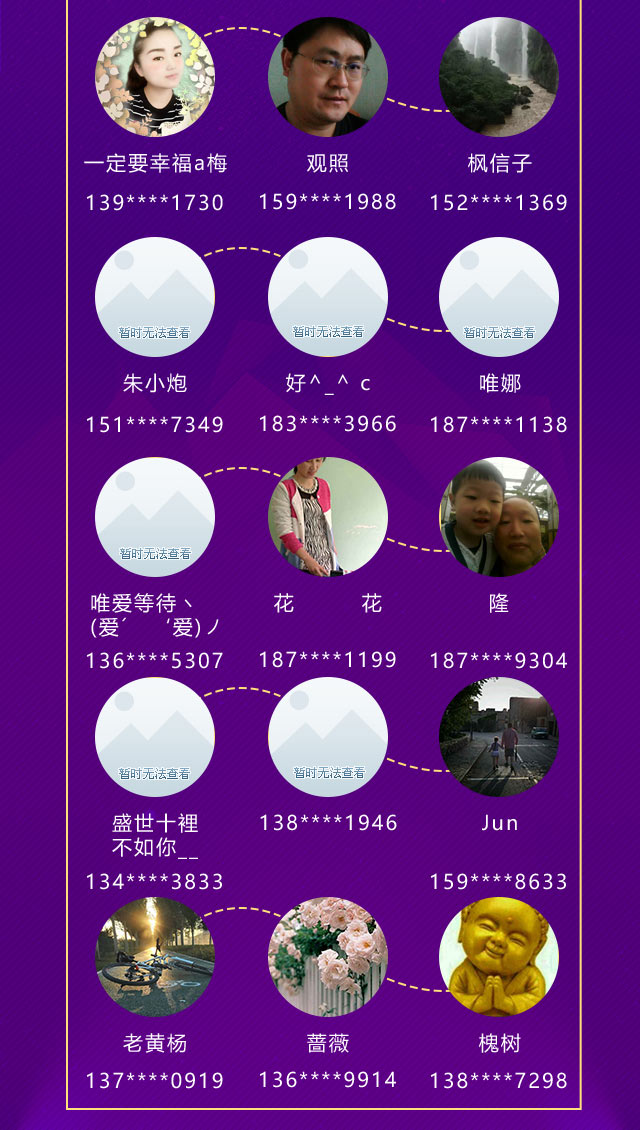 一定要幸福a梅 观照 枫信子
139****1730 159****1988 152****1369
暂时无法查看 暂时无法查看 暂时无法查看
朱小炮 好^_^ c 唯娜
151****7349 183****3966 187****1138
暂时无法查看
唯爱等待丶 花 花 隆
(爱´ ‘爱)ノ
136****5307 187****1199 187****9304
暂时无法查看 暂时无法查看
盛世十裡 138****1946 Jun
不如你__
134****3833 159****8633
老黄杨 蔷薇 槐树
137****0919 136****9914 138****7298